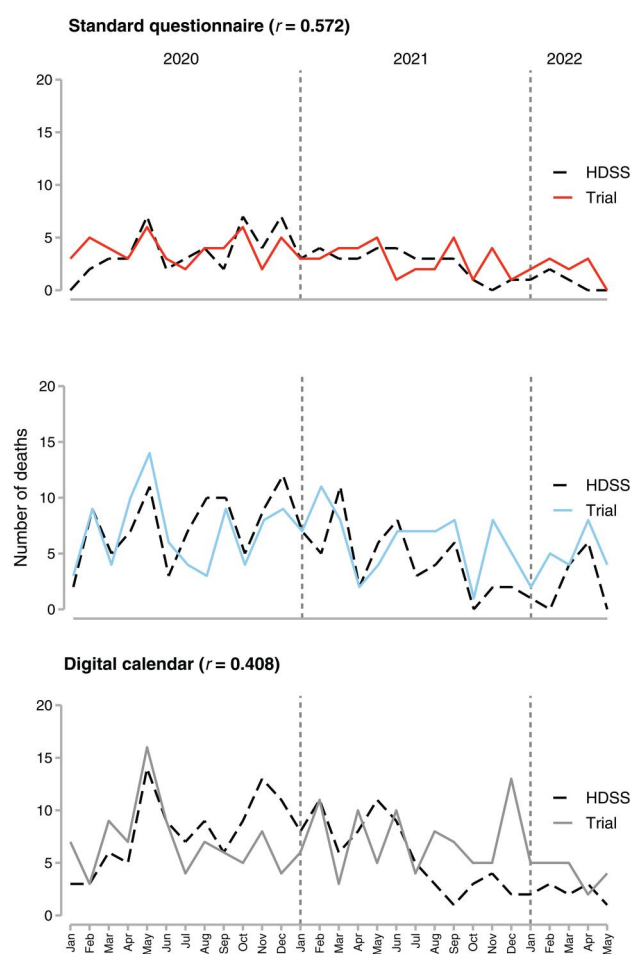 Standard questionnaire (r = 0.572)
2020 2021 2022
20
15
10
5
0
HDSS
Trial
Number of deaths
20
15
10
5
0
HDSS
Trial
Digital calendar (r = 0.408)
20
15
10
5
0
HDSS
Trial
Jan Feb Mar Apr May Jun Jul Aug Sep Oct Nov Dec Jan Feb Mar Apr May Jun Jul Aug Sep Oct Nov Dec Jan Feb Mar Apr May